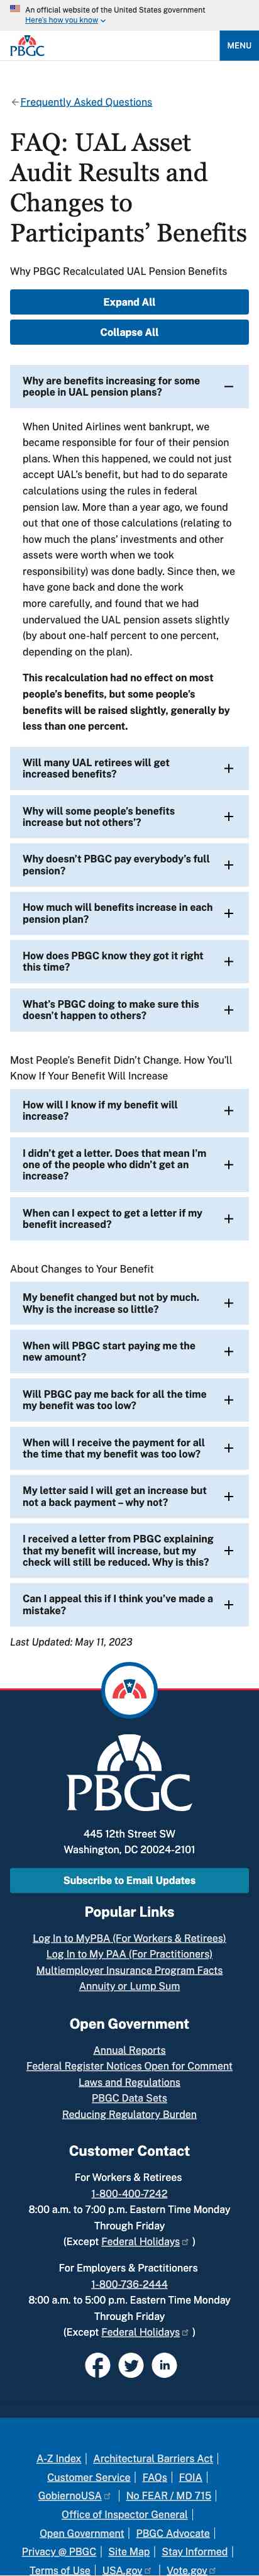 An official website of the United States government
Here's how you know
PBGC
MENU
Frequently Asked Questions
FAQ: UAL Asset
Audit Results and
Changes to
Participants' Benefits
Why PBGC Recalculated UAL Pension Benefits
Expand All
Collapse All
Why are benefits increasing for some
people in UAL pension plans?
When United Airlines went bankrupt, we
became responsible for four of their pension
plans. When this happened, we could not just
accept UAL's benefit, but had to do separate
calculations using the rules in federal
pension law. More than a year ago, we found
out that one of those calculations (relating to
how much the plans' investments and other
assets were worth when we took
responsibility) was done badly. Since then, we
have gone back and done the work
more carefully, and found that we had
undervalued the UAL pension assets slightly
(by about one-half percent to one percent,
depending on the plan).
This recalculation had no effect on most
people's benefits, but some people's
benefits will be raised slightly, generally by
less than one percent.
Will many UAL retirees will get
increased benefits?
Why will some people's benefits
increase but not others'?
Why doesn't PBGC pay everybody's full
pension?
How much will benefits increase in each
pension plan?
How does PBGC know they got it right
this time?
What's PBGC doing to make sure this
doesn't happen to others?
Most People's Benefit Didn't Change. How You'll
Know If Your Benefit Will Increase
How will I know if my benefit will
increase?
I didn't get a letter. Does that mean I'm
one of the people who didn't get an
increase?
When can I expect to get a letter if my
benefit increased?
About Changes to Your Benefit
My benefit changed but not by much.
Why is the increase so little?
When will PBGC start paying me the
new amount?
Will PBGC pay me back for all the time
my benefit was too low?
When will I receive the payment for all
the time that my benefit was too low?
My letter said I will get an increase but
not a back payment – why not?
I received a letter from PBGC explaining
that my benefit will increase, but my
check will still be reduced. Why is this?
Can I appeal this if I think you've made a
mistake?
Last Updated: May 11, 2023
PBGC
445 12th Street SW
Washington, DC 20024-2101
Subscribe to Email Updates
Popular Links
Log In to MyPBA (For Workers & Retirees)
Log In to My PAA (For Practitioners)
Multiemployer Insurance Program Facts
Annuity or Lump Sum
Open Government
Annual Reports
Federal Register Notices Open for Comment
Laws and Regulations
PBGC Data Sets
Reducing Regulatory Burden
Customer Contact
For Workers & Retirees
1-800-400-7242
8:00 a.m. to 7:00 p.m. Eastern Time Monday
Through Friday
(Except Federal Holidays )
For Employers & Practitioners
1-800-736-2444
8:00 a.m. to 5:00 p.m. Eastern Time Monday
Through Friday
(Except Federal Holidays )
in
A-Z Index | Architectural Barriers Act |
Customer Service | FAQs | FOIA |
GobiernoUSA | No FEAR / MD 715 |
Office of Inspector General |
Open Government | PBGC Advocate |
Privacy @ PBGC | Site Map | Stay Informed |
Terms of Use | USA.gov | Vote.gov